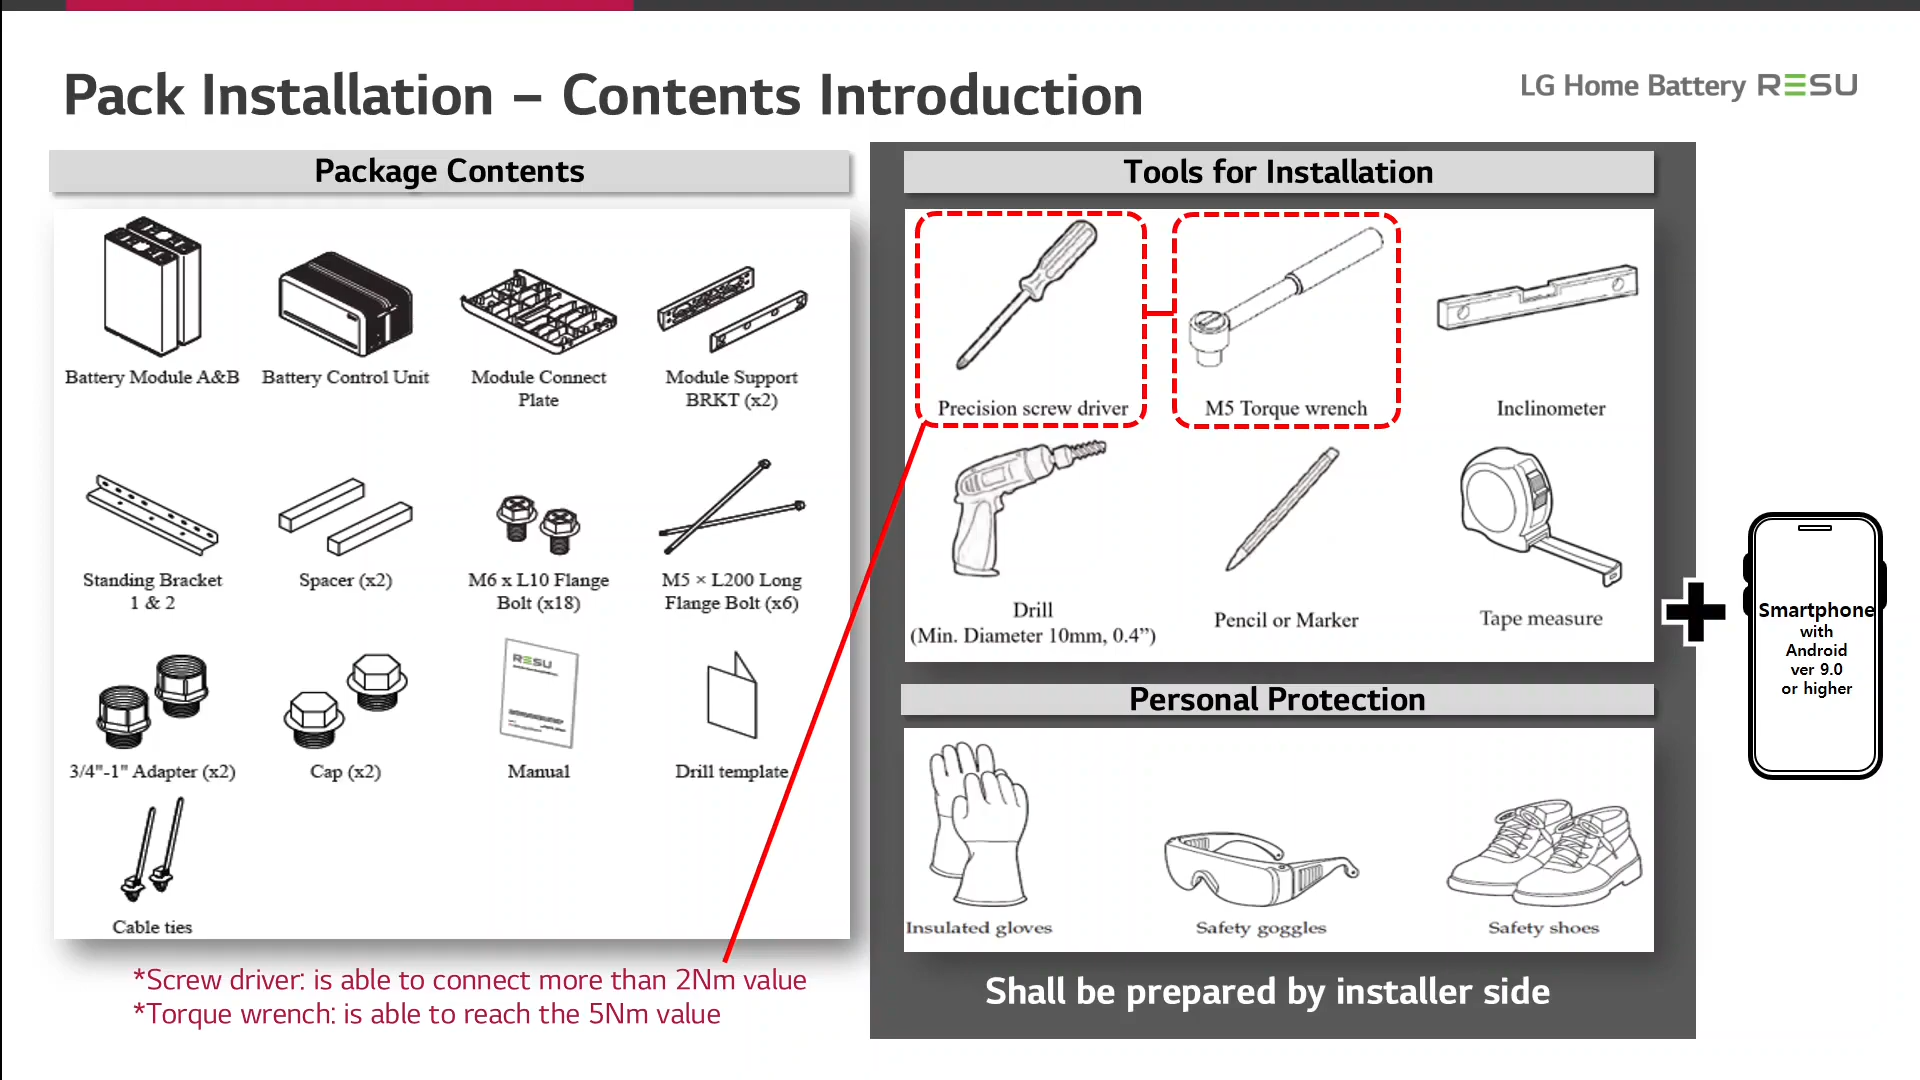 Pack Installation – Contents Introduction
LG Home Battery RESU
Package Contents
Battery Module A&B
Battery Control Unit
Module Connect
Plate
Module Support
BRKT (x2)
Standing Bracket
1 & 2
Spacer (x2)
M6 x L10 Flange
Bolt (x18)
M5 × L200 Long
Flange Bolt (x6)
3/4"-1" Adapter (x2)
Cap (x2)
RESU
Manual
Drill template
Cable ties
*Screw driver: is able to connect more than 2Nm value
*Torque wrench: is able to reach the 5Nm value
Tools for Installation
Precision screw driver
M5 Torque wrench
Inclinometer
Drill
(Min. Diameter 10mm, 0.4”)
Pencil or Marker
Tape measure
Personal Protection
Insulated gloves
Safety goggles
Safety shoes
Shall be prepared by installer side
Smartphone
with
Android
ver 9.0
or higher